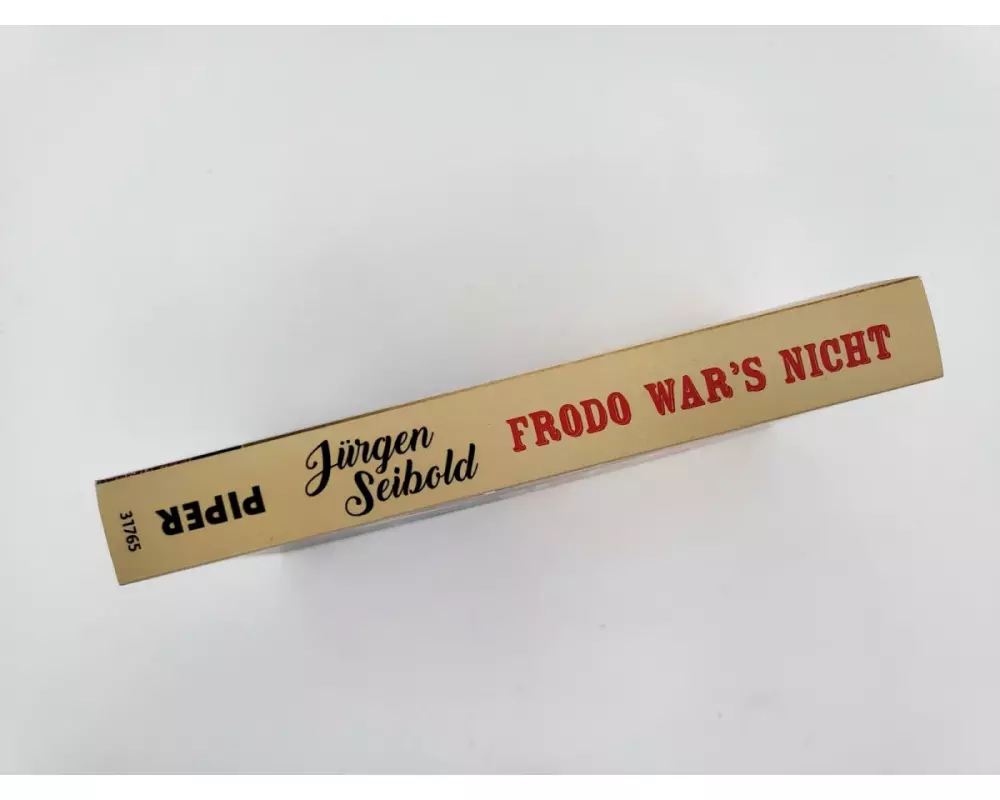 31765
PIPER
Jürgen
Seibold
FRODO WAR'S NICHT